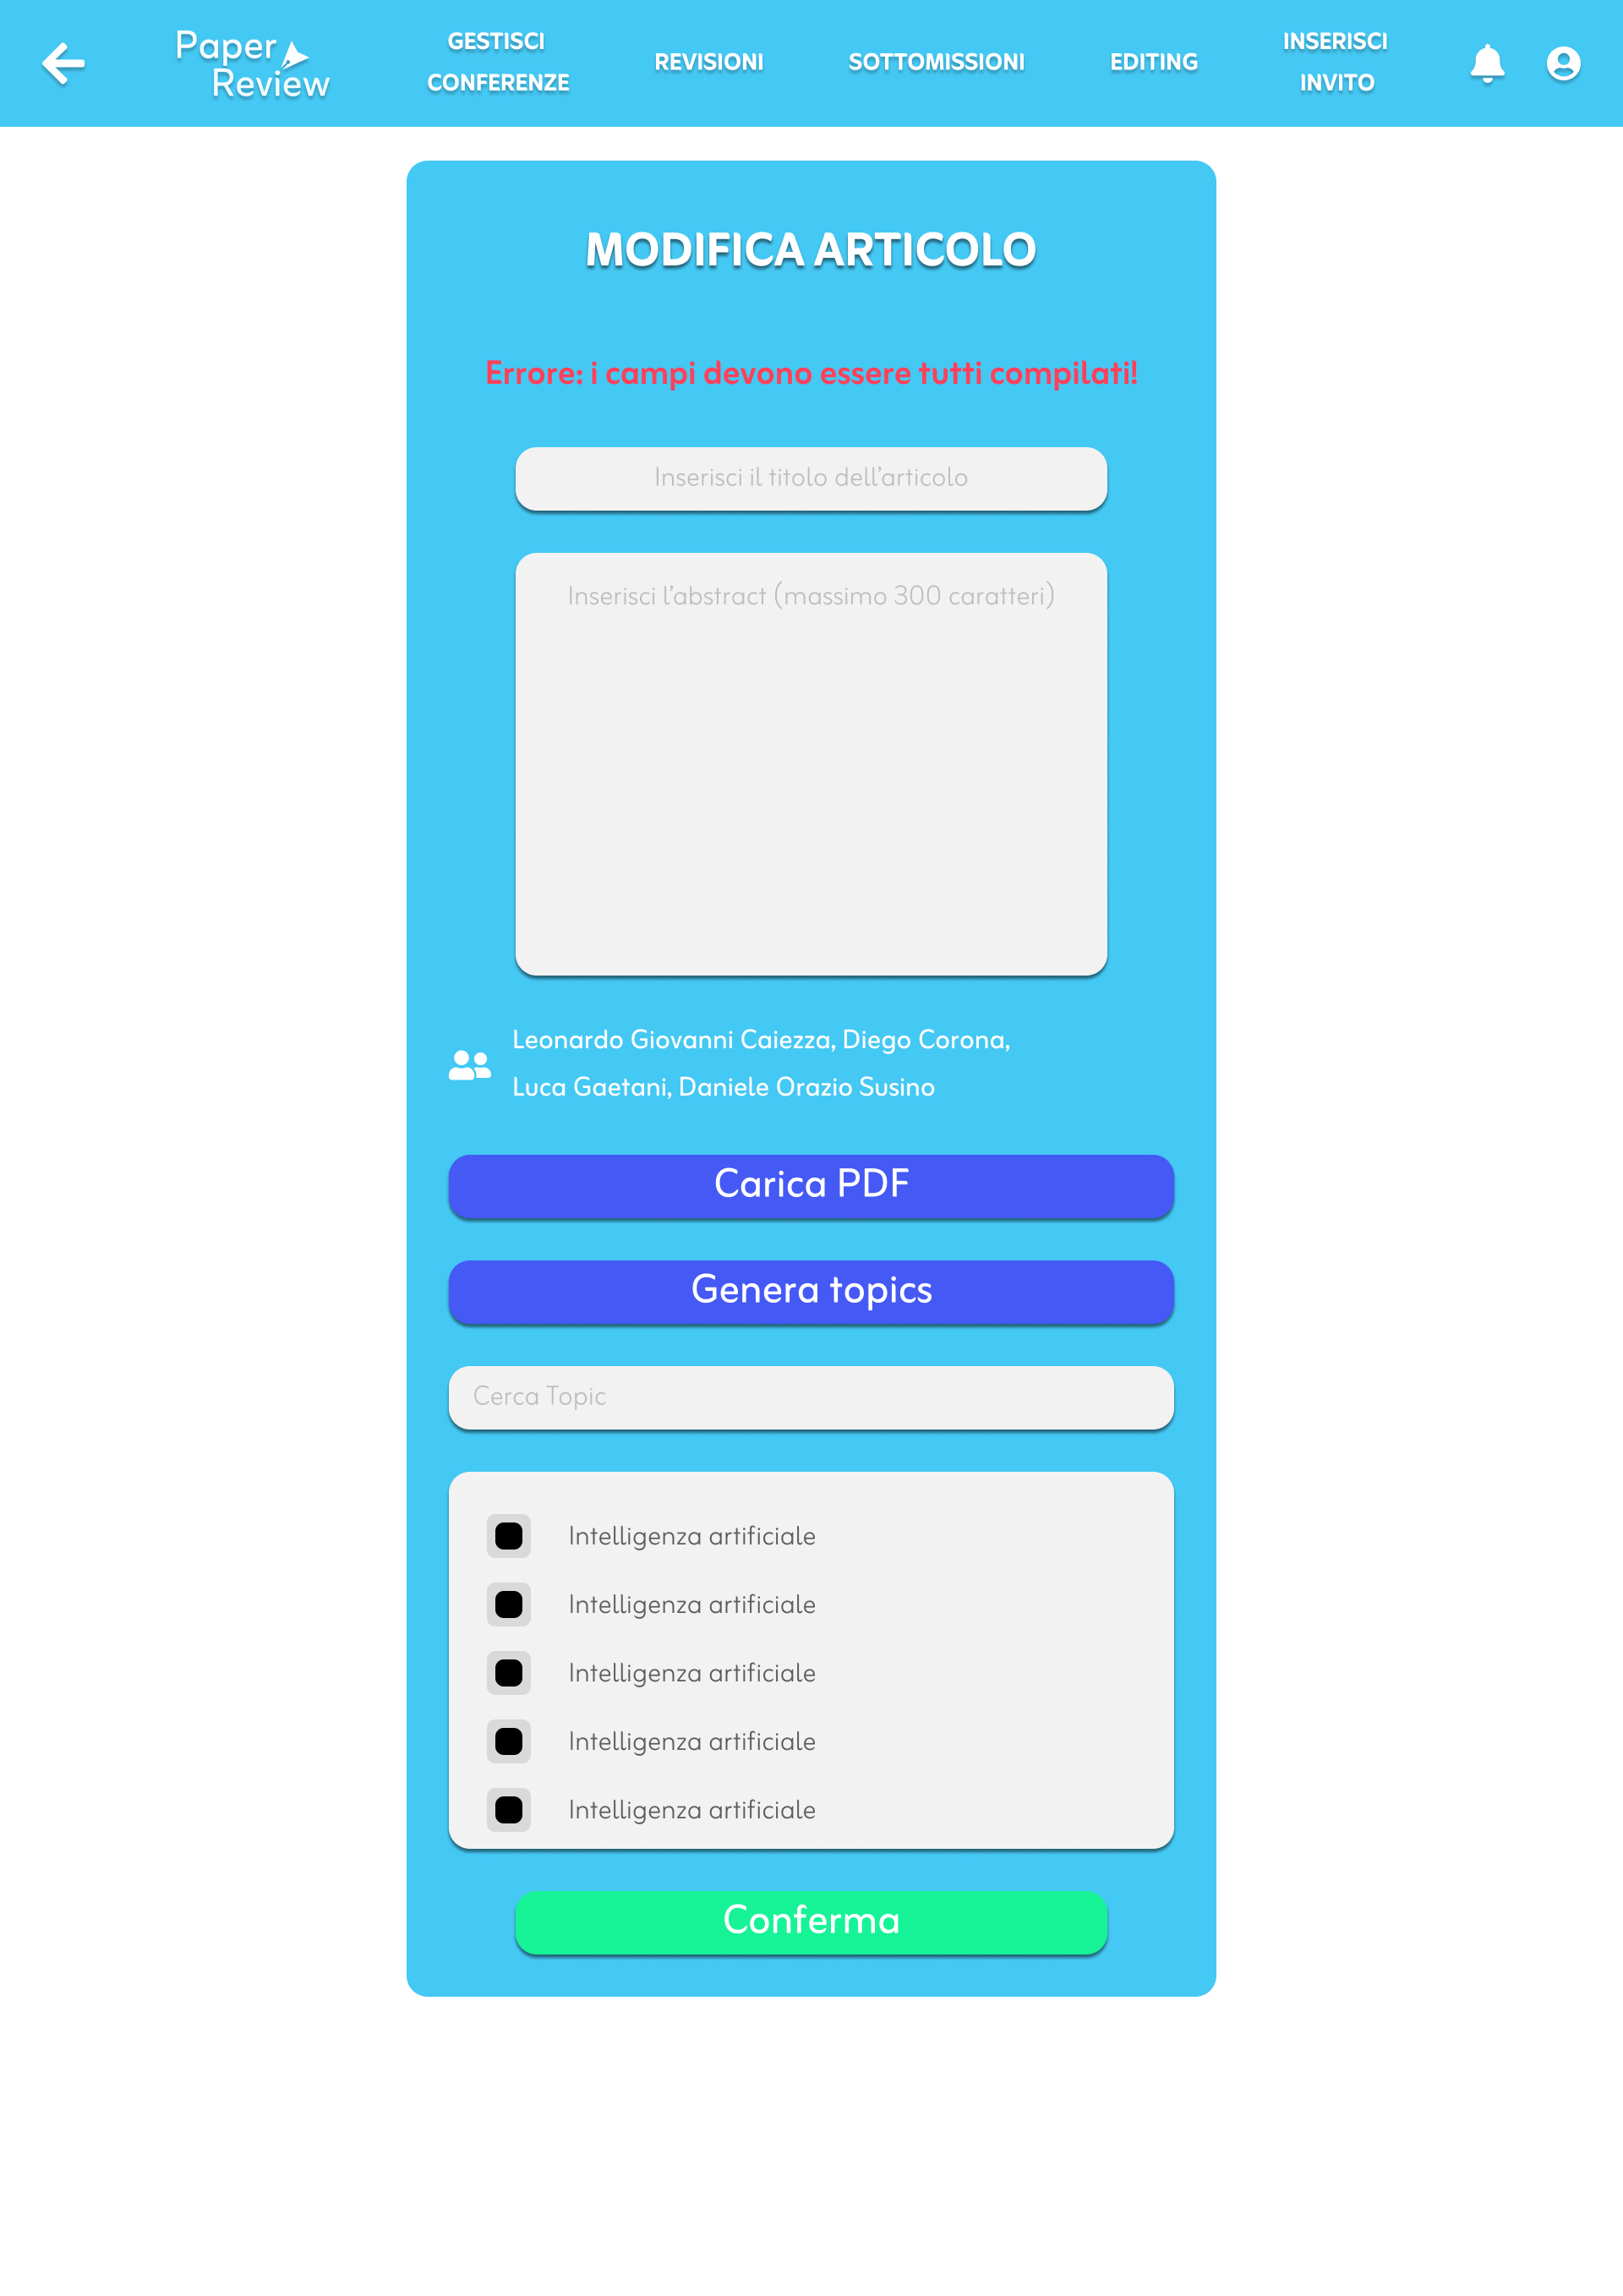 Paper
Review
GESTISCI
CONFERENZE
REVISIONI
SOTTOMISSIONI
EDITING
INSERISCI
INVITO
MODIFICA ARTICOLO
Errore: i campi devono essere tutti compilati!
Inserisci il titolo dell'articolo
Inserisci l'abstract (massimo 300 caratteri)
Leonardo Giovanni Caiezza, Diego Corona,
Luca Gaetani, Daniele Orazio Susino
Carica PDF
Genera topics
Cerca Topic
Intelligenza artificiale
Intelligenza artificiale
Intelligenza artificiale
Intelligenza artificiale
Intelligenza artificiale
Conferma